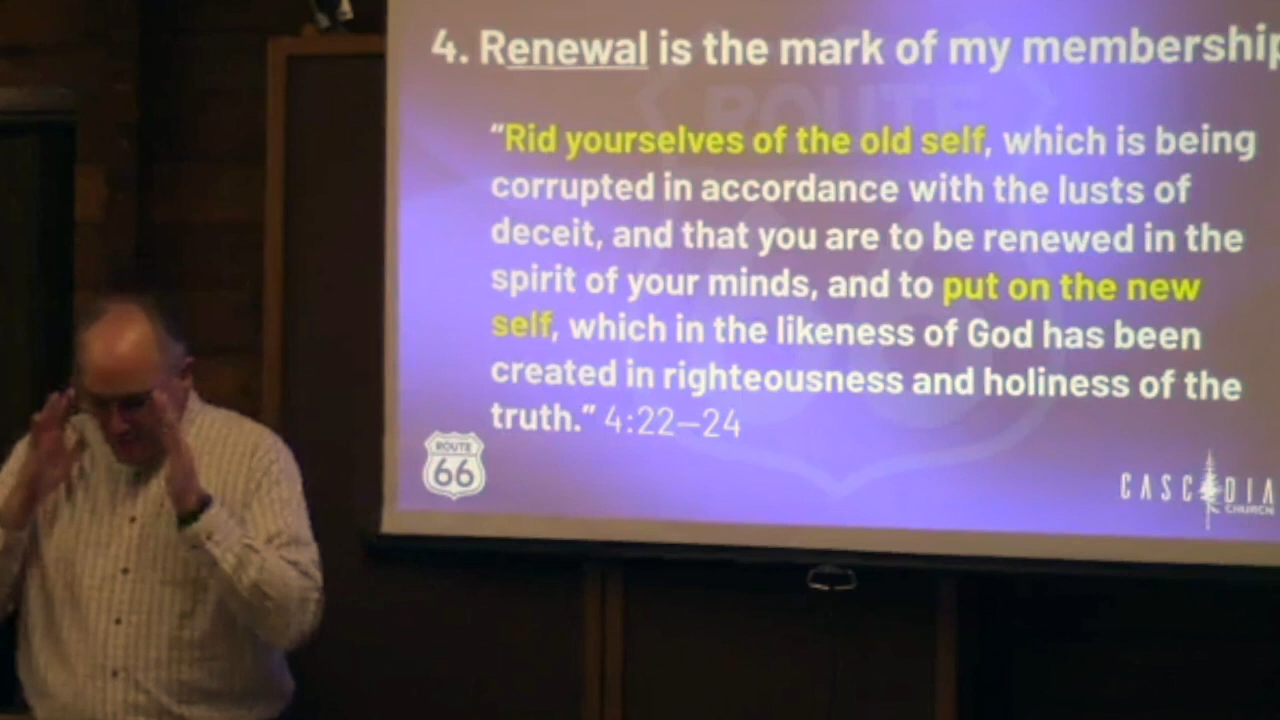 4. Renewal is the mark of my membership
“Rid yourselves of the old self, which is being
corrupted in accordance with the lusts of
deceit, and that you are to be renewed in the
spirit of your minds, and to put on the new
self, which in the likeness of God has been
created in righteousness and holiness of the
truth.” 4:22–24
ROUTE
66
CASCADIA
CHURCH
ROUTE
66